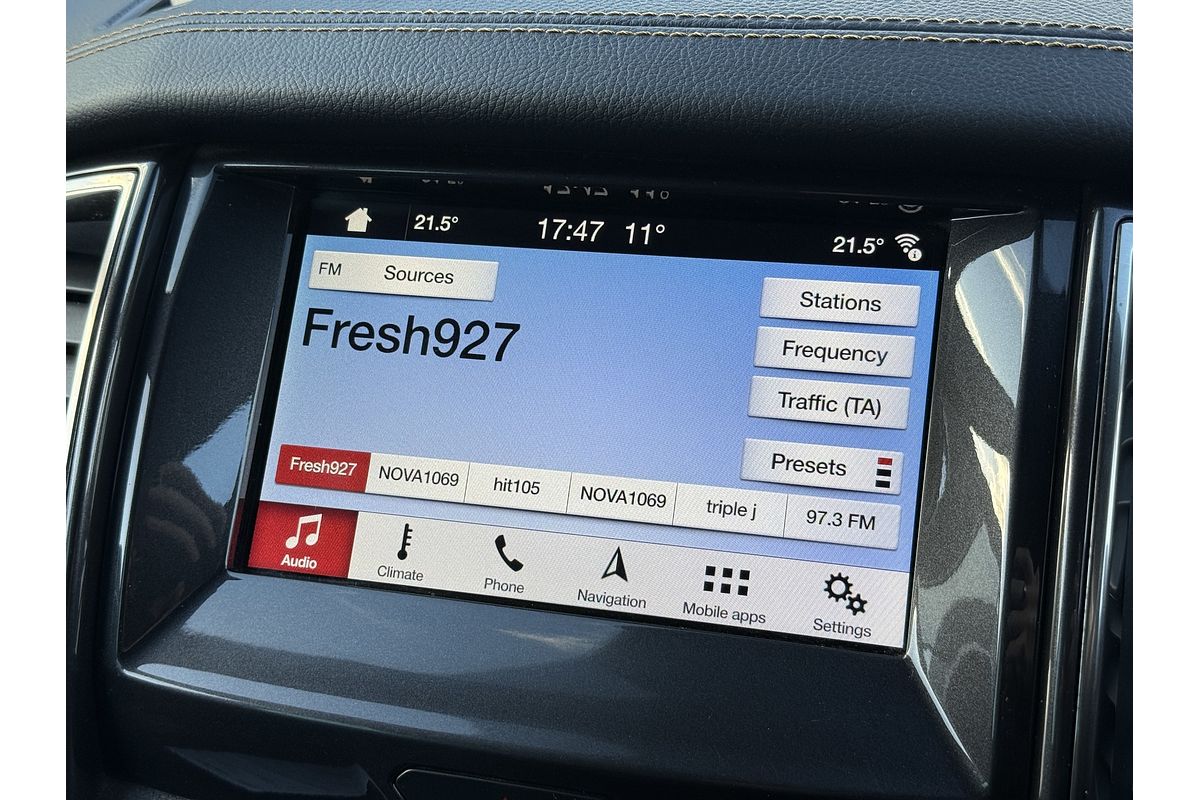 21.5° 17:47 11° 21.5°
FM Sources
Stations
Fresh927
Frequency
Traffic (TA)
Presets
Fresh927 NOVA1069 hit105 NOVA1069 triple j 97.3 FM
Audio Climate Phone Navigation Mobile apps Settings